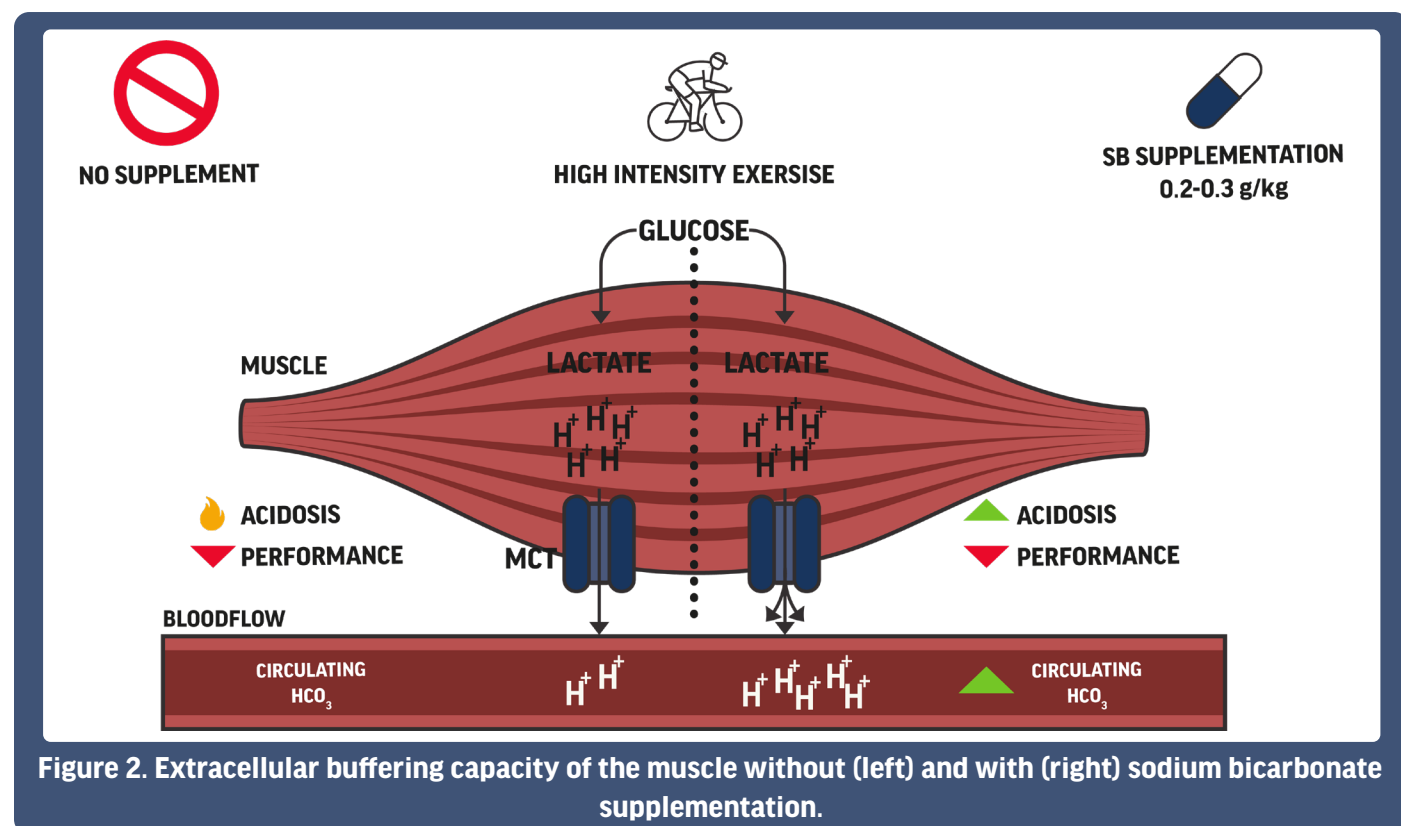 NO SUPPLEMENT
HIGH INTENSITY EXERSISE
SB SUPPLEMENTATION
0.2-0.3 g/kg
GLUCOSE
MUSCLE
LACTATE
LACTATE
H+ H+ H+
H+ H+
H+ H+ H+
H+ H+
ACIDOSIS
PERFORMANCE
MCT
ACIDOSIS
PERFORMANCE
BLOODFLOW
CIRCULATING
HCO3
H+ H+
H+ H+ H+ H+ H+
CIRCULATING
HCO3
Figure 2. Extracellular buffering capacity of the muscle without (left) and with (right) sodium bicarbonate
supplementation.